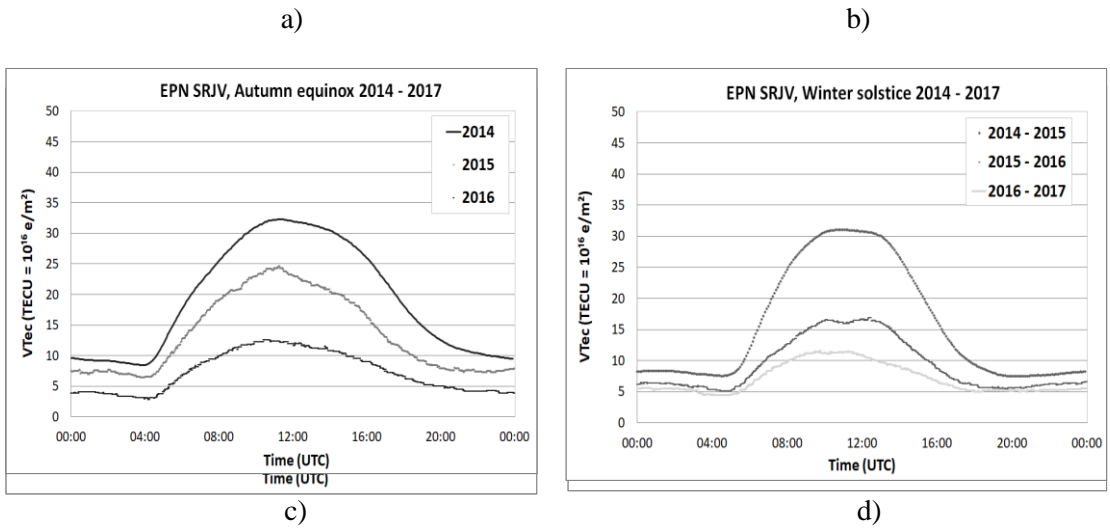 a)
b)
EPN SRJV, Autumn equinox 2014 - 2017
50
45
40
35
30
25
20
15
10
5
0
VTec (TECU = 10¹⁶ e/m²)
2014
2015
2016
00:00 04:00 08:00 12:00 16:00 20:00 00:00
Time (UTC)
Time (UTC)
c)
EPN SRJV, Winter solstice 2014 - 2017
50
45
40
35
30
25
20
15
10
5
0
VTec (TECU = 10¹⁶ e/m²)
2014 - 2015
2015 - 2016
2016 - 2017
00:00 04:00 08:00 12:00 16:00 20:00 00:00
Time (UTC)
d)